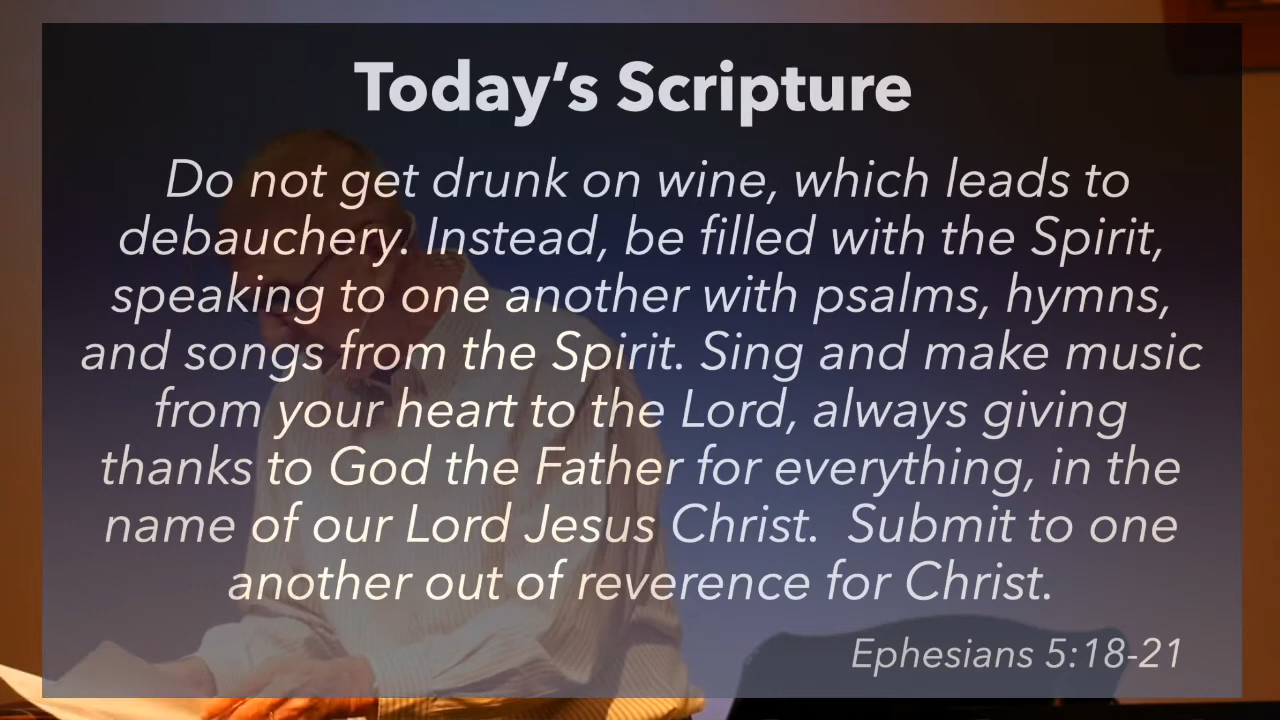 Today’s Scripture
Do not get drunk on wine, which leads to
debauchery. Instead, be filled with the Spirit,
speaking to one another with psalms, hymns,
and songs from the Spirit. Sing and make music
from your heart to the Lord, always giving
thanks to God the Father for everything, in the
name of our Lord Jesus Christ.  Submit to one
another out of reverence for Christ.
Ephesians 5:18-21